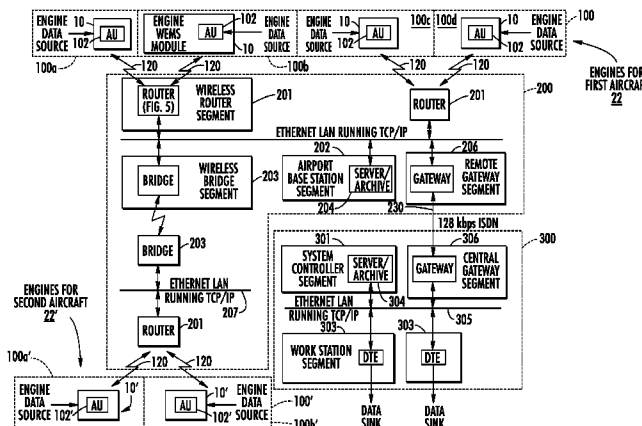 ENGINE DATA SOURCE
10
AU
102
100a
ENGINE WEMS MODULE
102
AU
10
ENGINE DATA SOURCE
100b
ENGINE DATA SOURCE
10
AU
102
100c
100d
10
AU
102
ENGINE DATA SOURCE
100
ENGINES FOR FIRST AIRCRAFT
22
120
120
120
120
ROUTER (FIG. 5)
WIRELESS ROUTER SEGMENT
201
ROUTER
201
200
ETHERNET LAN RUNNING TCP/IP
BRIDGE
WIRELESS BRIDGE SEGMENT
203
202
AIRPORT BASE STATION SEGMENT
SERVER/ARCHIVE
204
206
GATEWAY
REMOTE GATEWAY SEGMENT
230
128 kbps ISDN
BRIDGE
203
ETHERNET LAN
RUNNING TCP/IP
207
ROUTER
201
301
SYSTEM CONTROLLER SEGMENT
SERVER/ARCHIVE
304
306
GATEWAY
CENTRAL GATEWAY SEGMENT
300
ETHERNET LAN
RUNNING TCP/IP
305
303
WORK STATION SEGMENT
DTE
303
DTE
DATA SINK
DATA SINK
ENGINES FOR SECOND AIRCRAFT
22'
100a'
120
120
ENGINE DATA SOURCE
AU
102'
10'
10'
AU
102'
ENGINE DATA SOURCE
100'
100b'